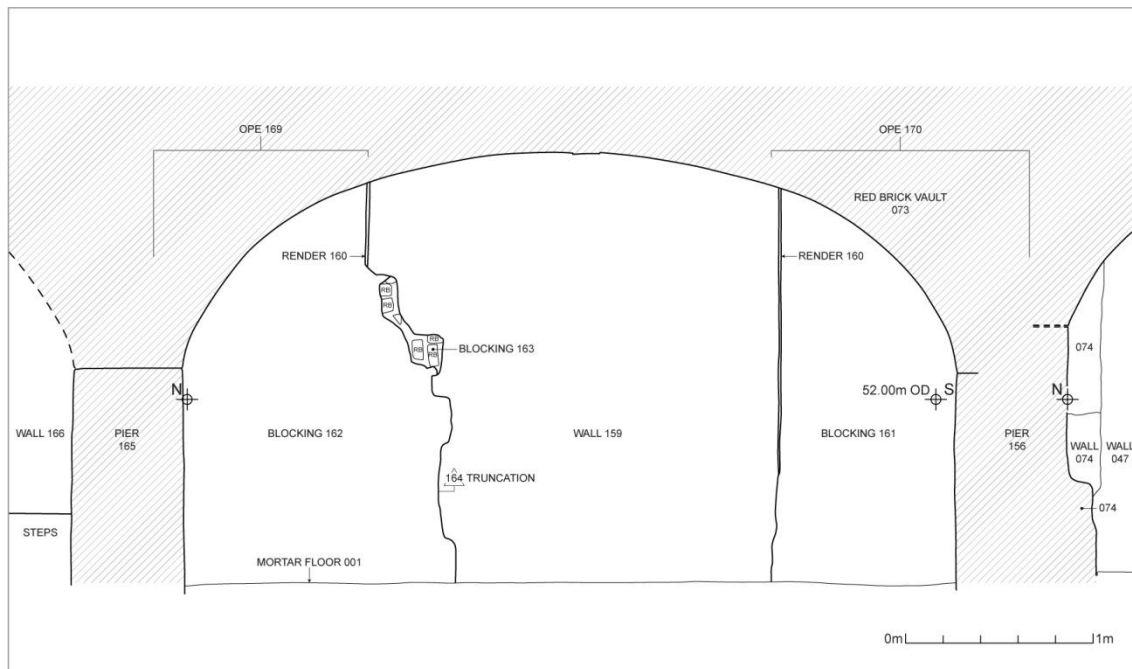 OPE 169
OPE 170
RED BRICK VAULT
073
RENDER 160
RENDER 160
RB
RB
RB
RB
RB
BLOCKING 163
074
N
52.00m OD
S
N
WALL 166
PIER
165
BLOCKING 162
WALL 159
BLOCKING 161
PIER
156
WALL
074
WALL
047
164 TRUNCATION
074
STEPS
MORTAR FLOOR 001
0m
1m